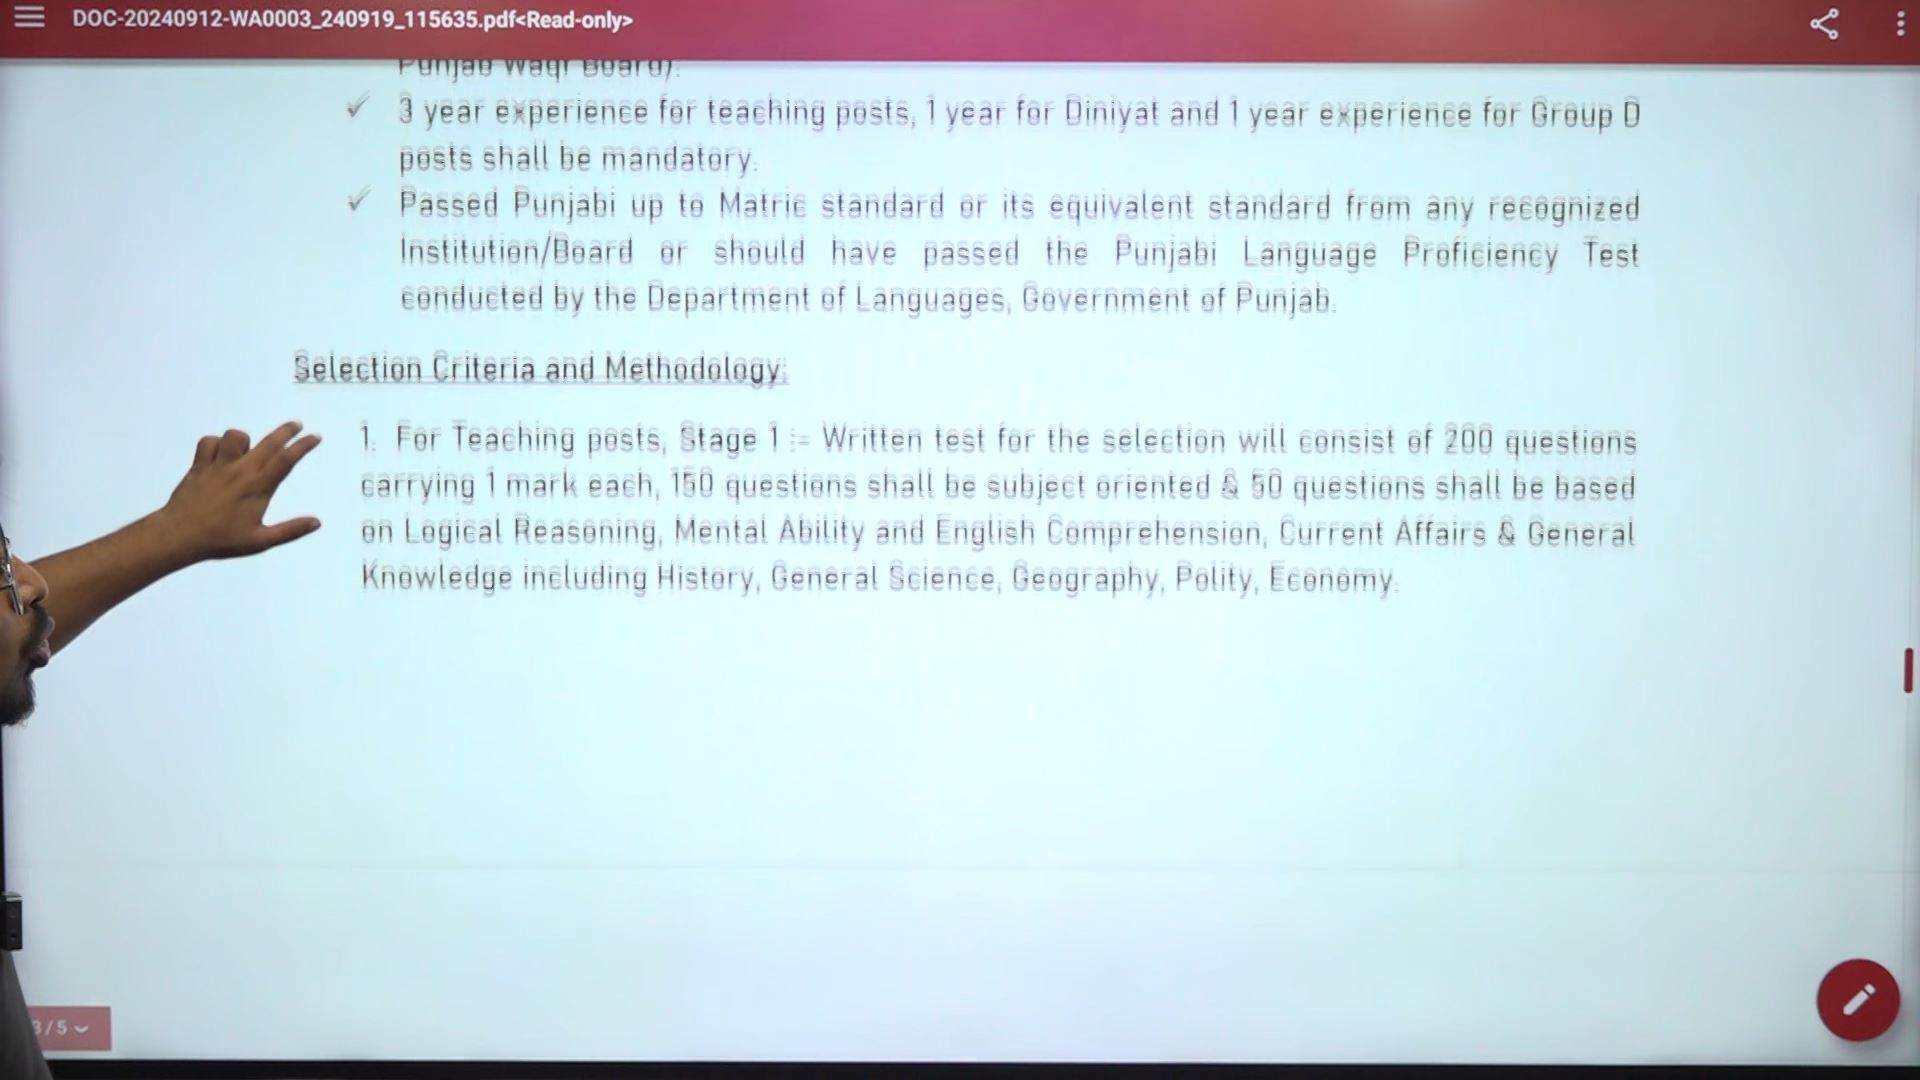 DOC-20240912-WA0003_240919_115635.pdf<Read-only>
Punjab Waqf Board).
✓ 3 year experience for teaching posts, 1 year for Diniyat and 1 year experience for Group D
posts shall be mandatory.
✓ Passed Punjabi up to Matric standard or its equivalent standard from any recognized
Institution/Board or should have passed the Punjabi Language Proficiency Test
conducted by the Department of Languages, Government of Punjab.
Selection Criteria and Methodology:
1. For Teaching posts, Stage 1 :- Written test for the selection will consist of 200 questions
carrying 1 mark each, 150 questions shall be subject oriented & 50 questions shall be based
on Logical Reasoning, Mental Ability and English Comprehension, Current Affairs & General
Knowledge including History, General Science, Geography, Polity, Economy.
3/5